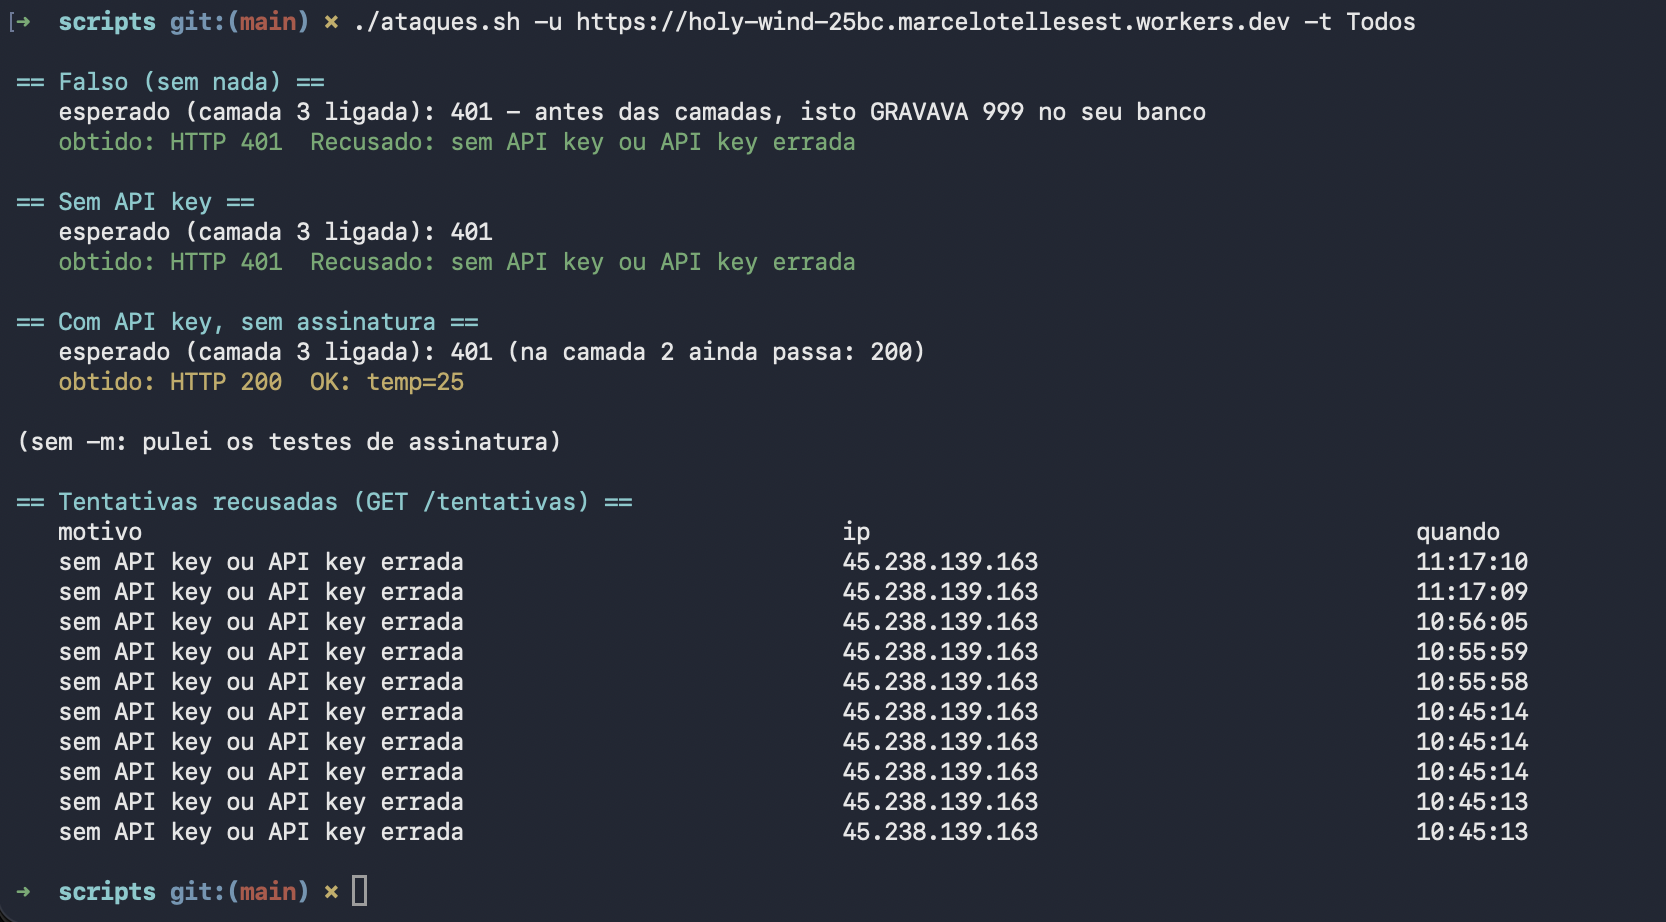 [➜  scripts git:(main) × ./ataques.sh -u https://holy-wind-25bc.marcelotellesest.workers.dev -t Todos
== Falso (sem nada) ==
esperado (camada 3 ligada): 401 - antes das camadas, isto GRAVAVA 999 no seu banco
obtido: HTTP 401  Recusado: sem API key ou API key errada
== Sem API key ==
esperado (camada 3 ligada): 401
obtido: HTTP 401  Recusado: sem API key ou API key errada
== Com API key, sem assinatura ==
esperado (camada 3 ligada): 401 (na camada 2 ainda passa: 200)
obtido: HTTP 200  OK: temp=25
(sem -m: pulei os testes de assinatura)
== Tentativas recusadas (GET /tentativas) ==
motivo ip quando
sem API key ou API key errada 45.238.139.163 11:17:10
sem API key ou API key errada 45.238.139.163 11:17:09
sem API key ou API key errada 45.238.139.163 10:56:05
sem API key ou API key errada 45.238.139.163 10:55:59
sem API key ou API key errada 45.238.139.163 10:55:58
sem API key ou API key errada 45.238.139.163 10:45:14
sem API key ou API key errada 45.238.139.163 10:45:14
sem API key ou API key errada 45.238.139.163 10:45:14
sem API key ou API key errada 45.238.139.163 10:45:13
sem API key ou API key errada 45.238.139.163 10:45:13
➜  scripts git:(main) ×